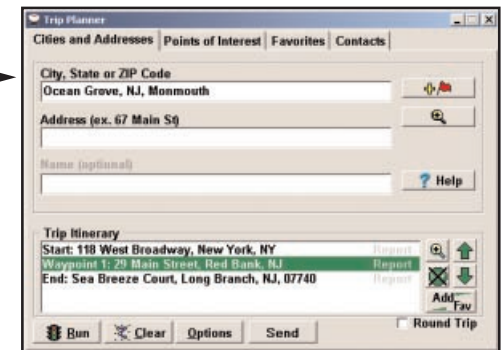 Trip Planner
Cities and Addresses Points of Interest Favorites Contacts
City, State or ZIP Code
Ocean Grove, NJ, Monmouth
Address (ex. 67 Main St)
Name (optional)
? Help
Trip Itinerary
Start: 118 West Broadway, New York, NY Report
Waypoint 1: 29 Main Street, Red Bank, NJ Report
End: Sea Breeze Court, Long Branch, NJ, 07740 Report
Add Fav
Run Clear Options Send Round Trip